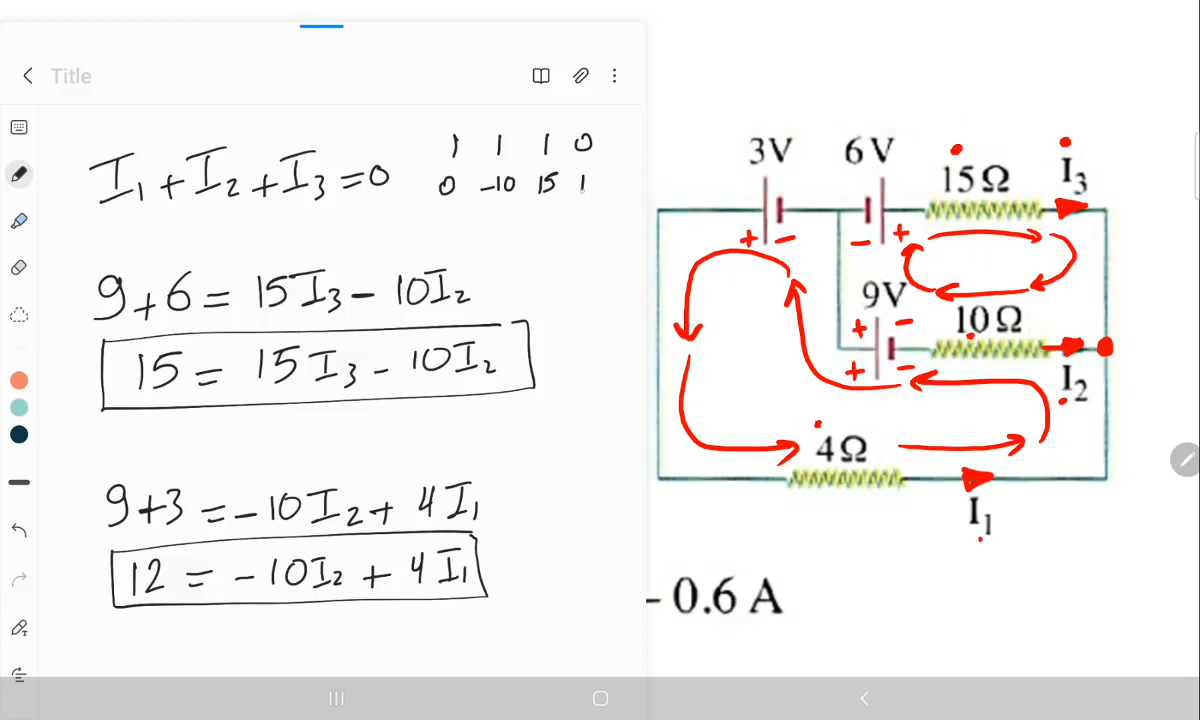 Title
I₁ + I₂ + I₃ = 0
1 1 1 0
0 -10 15 1
9 + 6 = 15I₃ - 10I₂
15 = 15I₃ - 10I₂
9 + 3 = -10I₂ + 4I₁
12 = -10I₂ + 4I₁
3V 6V 15Ω I₃
+ - - +
9V 10Ω
+ -
+ - I₂
4Ω
I₁
- 0.6 A